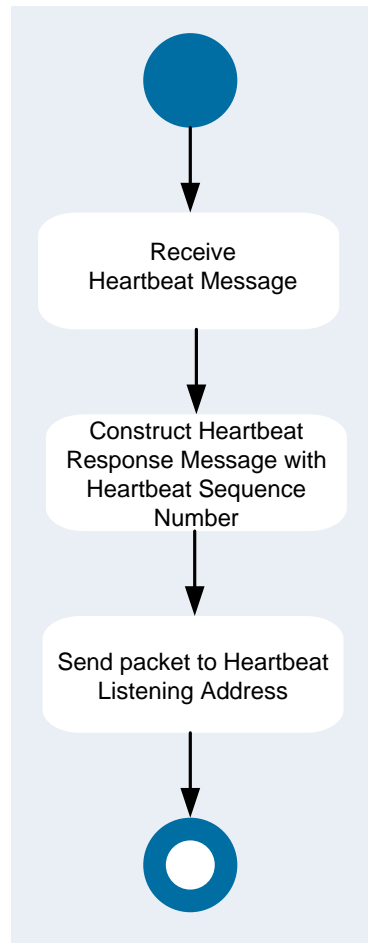 Receive
Heartbeat Message
Construct Heartbeat
Response Message with
Heartbeat Sequence
Number
Send packet to Heartbeat
Listening Address